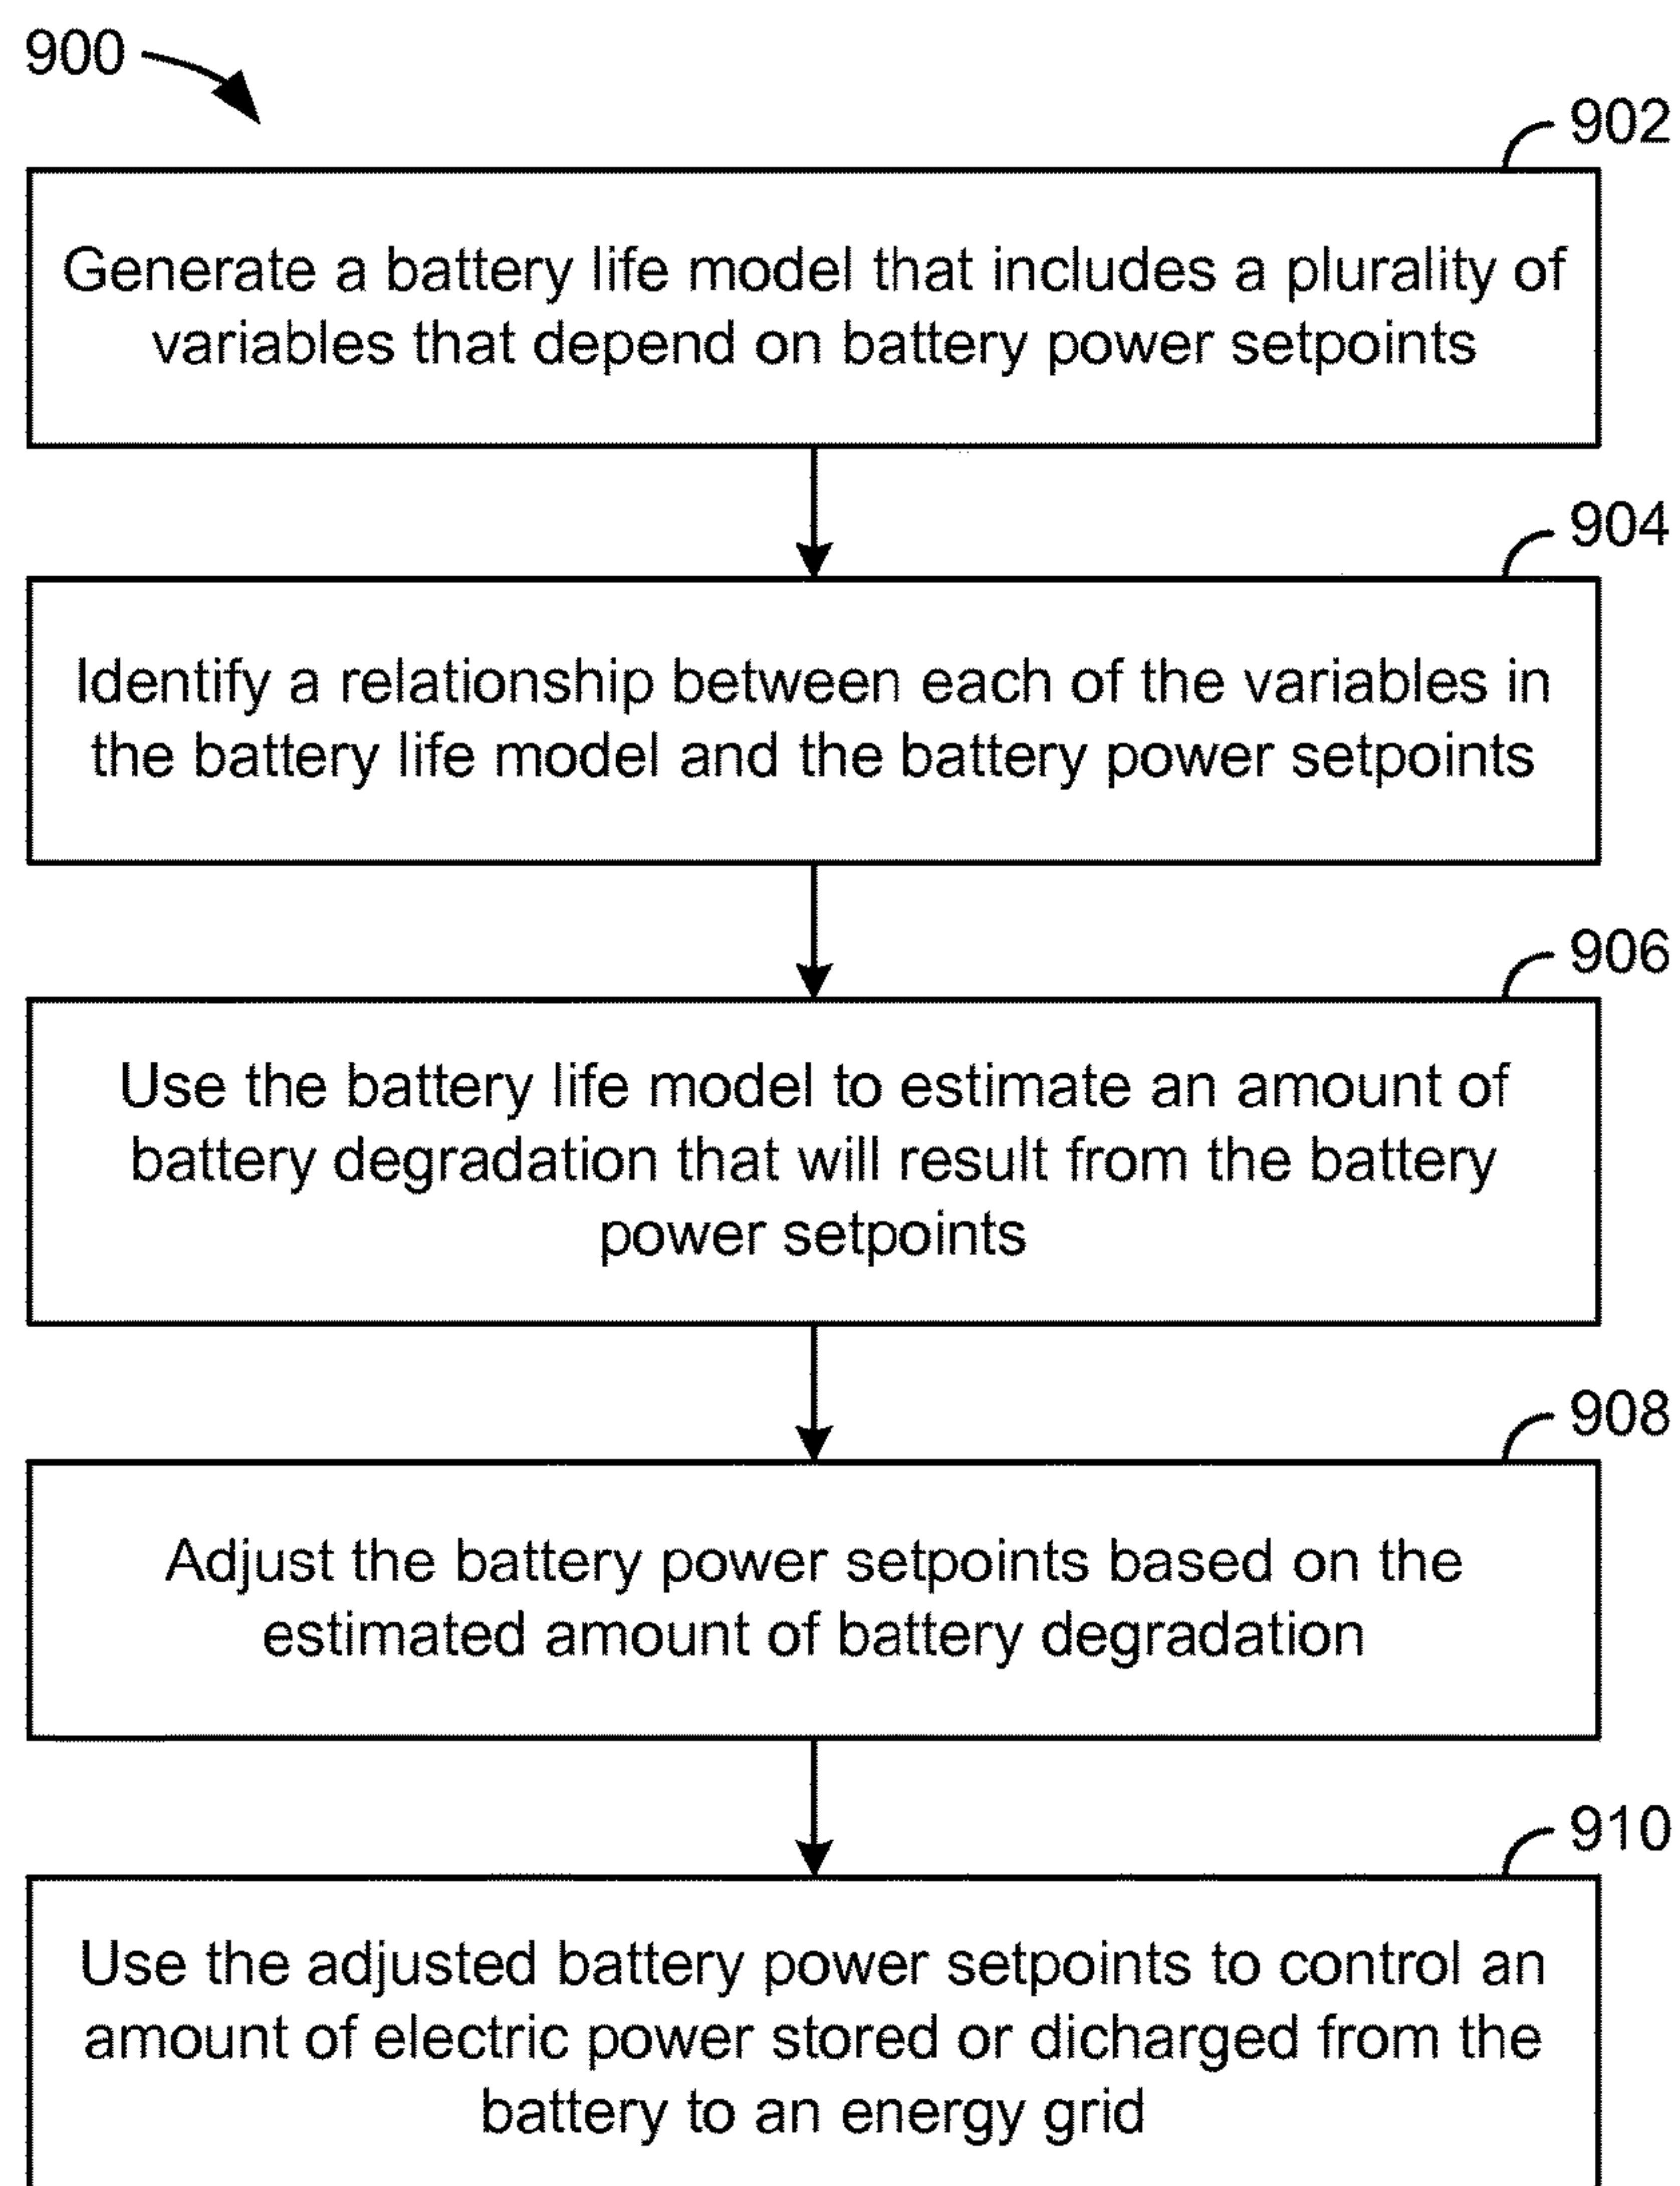 900
902
Generate a battery life model that includes a plurality of
variables that depend on battery power setpoints
904
Identify a relationship between each of the variables in
the battery life model and the battery power setpoints
906
Use the battery life model to estimate an amount of
battery degradation that will result from the battery
power setpoints
908
Adjust the battery power setpoints based on the
estimated amount of battery degradation
910
Use the adjusted battery power setpoints to control an
amount of electric power stored or dicharged from the
battery to an energy grid